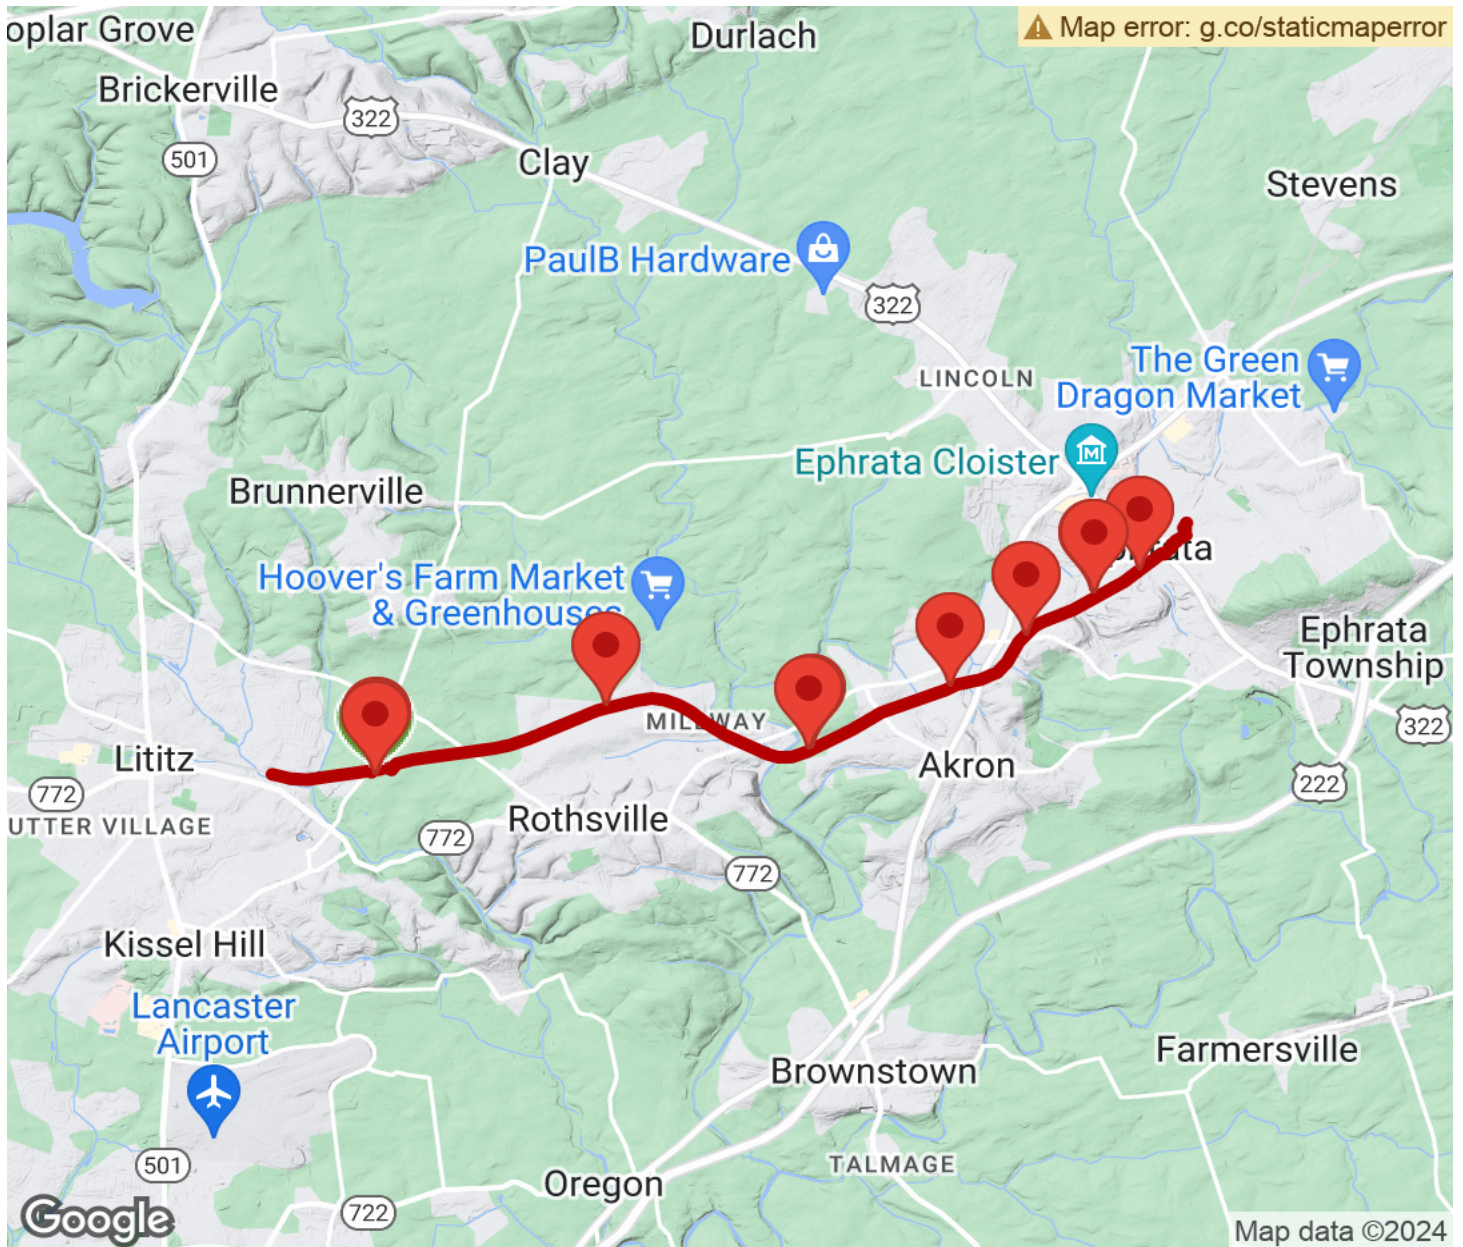 oplar Grove
Durlach
Map error: g.co/staticmaperror
Brickerville
322
501
Clay
Stevens
PaulB Hardware
322
The Green
Dragon Market
LINCOLN
Ephrata Cloister
Brunnerville
Hoover's Farm Market
& Greenhouses
Ephrata
Township
MILLWAY
322
Lititz
Akron
222
772
UTTER VILLAGE
Rothsville
772
772
Kissel Hill
Lancaster
Airport
Farmersville
Brownstown
501
TALMAGE
Oregon
722
Google
Map data ©2024